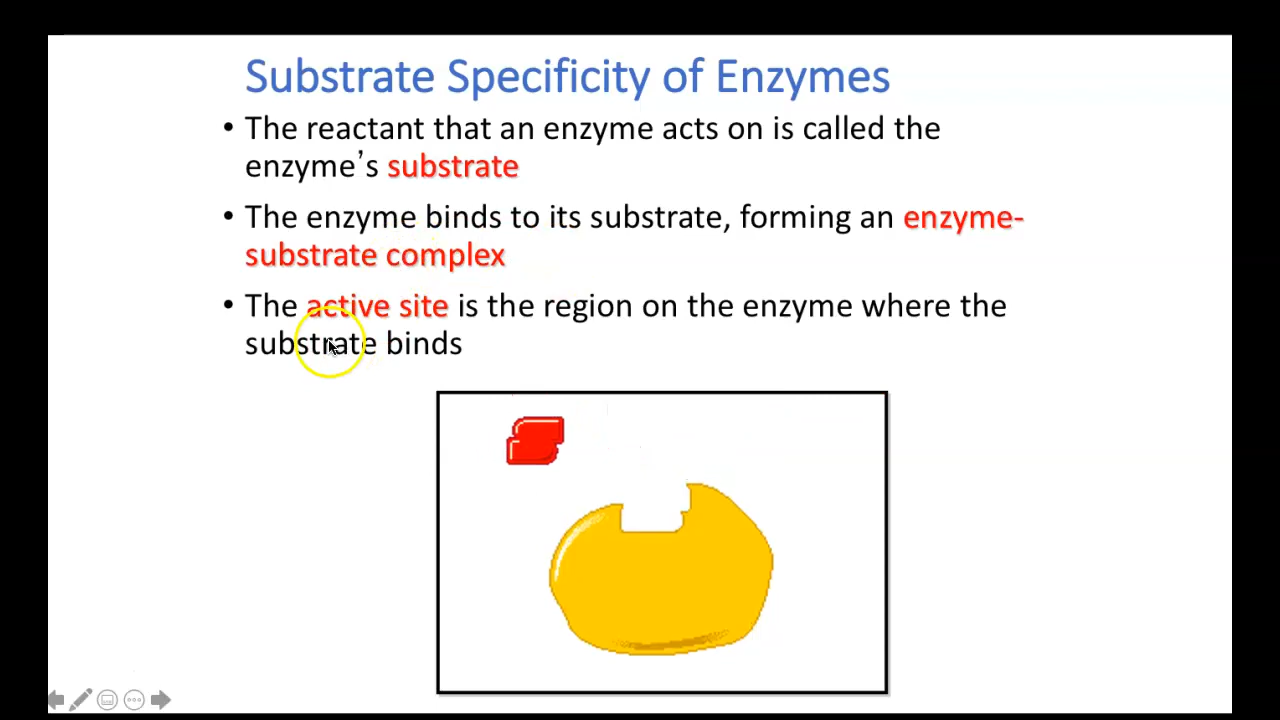 Substrate Specificity of Enzymes
• The reactant that an enzyme acts on is called the
enzyme’s substrate
• The enzyme binds to its substrate, forming an enzyme-
substrate complex
• The active site is the region on the enzyme where the
substrate binds